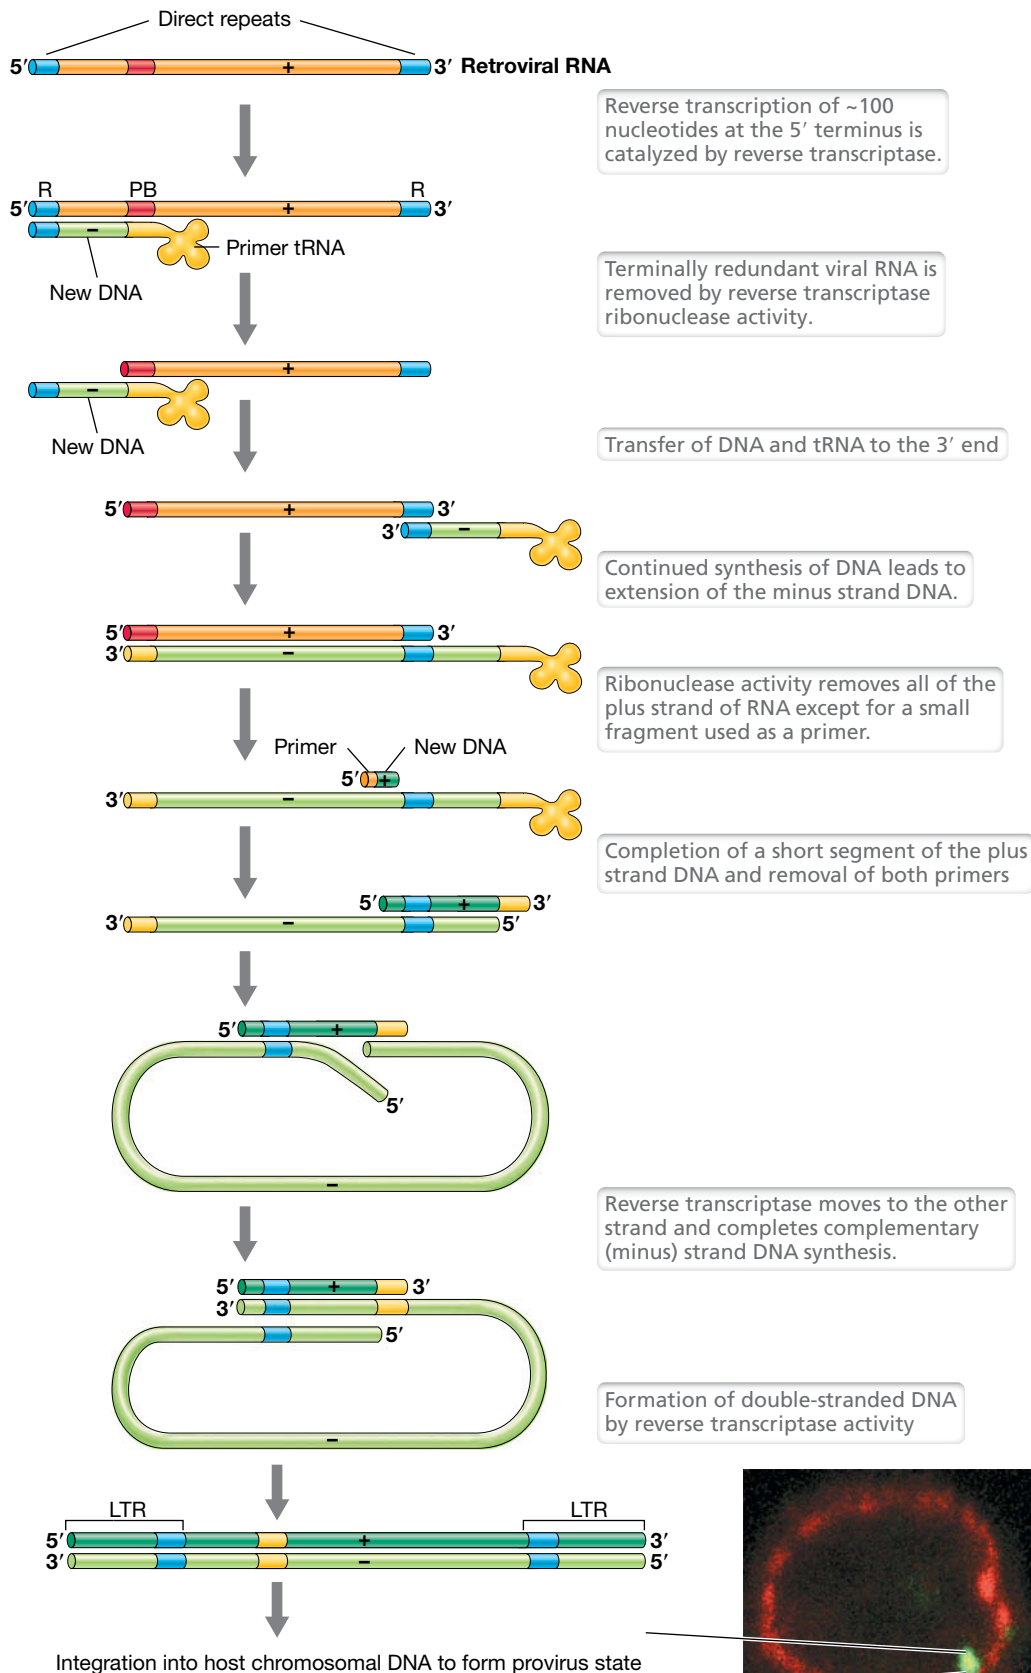 Direct repeats
5′ + 3′ Retroviral RNA
Reverse transcription of ~100
nucleotides at the 5′ terminus is
catalyzed by reverse transcriptase.
R PB R
5′ + 3′
− Primer tRNA
New DNA
Terminally redundant viral RNA is
removed by reverse transcriptase
ribonuclease activity.
+
−
New DNA
Transfer of DNA and tRNA to the 3′ end
5′ + 3′
3′ −
Continued synthesis of DNA leads to
extension of the minus strand DNA.
5′ + 3′
3′ −
Ribonuclease activity removes all of the
plus strand of RNA except for a small
fragment used as a primer.
Primer New DNA
5′ +
3′ −
Completion of a short segment of the plus
strand DNA and removal of both primers
5′ + 3′
3′ − 5′
5′ +
5′
−
Reverse transcriptase moves to the other
strand and completes complementary
(minus) strand DNA synthesis.
5′ + 3′
3′
5′
−
Formation of double-stranded DNA
by reverse transcriptase activity
LTR LTR
5′ + 3′
3′ − 5′
Integration into host chromosomal DNA to form provirus state